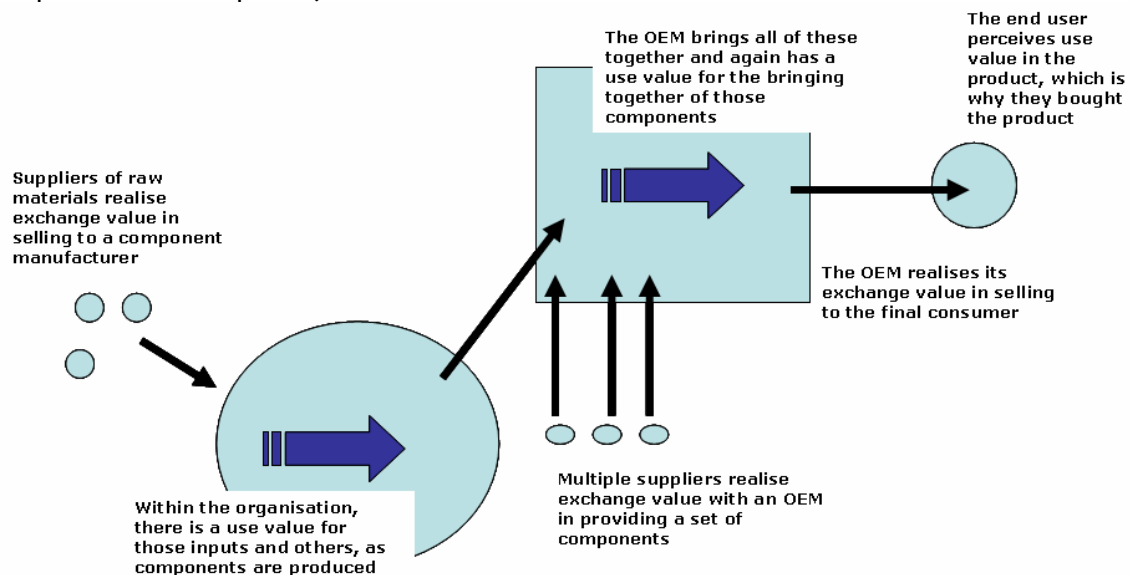 The OEM brings all of these
together and again has a
use value for the bringing
together of those
components
The end user
perceives use
value in the
product, which is
why they bought
the product
Suppliers of raw
materials realise
exchange value in
selling to a component
manufacturer
The OEM realises its
exchange value in selling
to the final consumer
Multiple suppliers realise
exchange value with an OEM
in providing a set of
components
Within the organisation,
there is a use value for
those inputs and others, as
components are produced